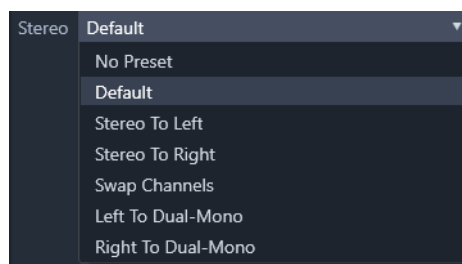 Stereo Default
No Preset
Default
Stereo To Left
Stereo To Right
Swap Channels
Left To Dual-Mono
Right To Dual-Mono